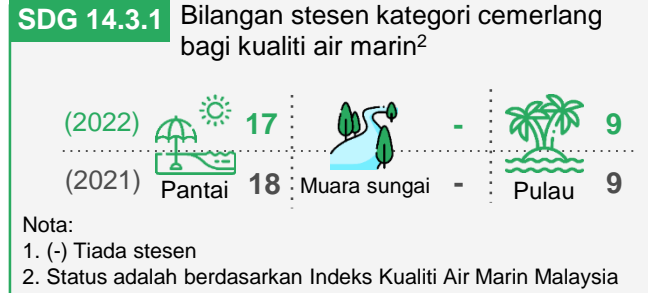 SDG 14.3.1 Bilangan stesen kategori cemerlang
bagi kualiti air marin²
(2022) 17 - 9
(2021) Pantai 18 Muara sungai - Pulau 9
Nota:
1. (-) Tiada stesen
2. Status adalah berdasarkan Indeks Kualiti Air Marin Malaysia